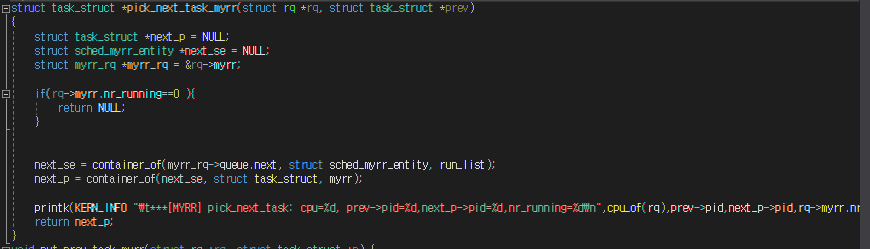 struct task_struct *pick_next_task_myrr(struct rq *rq, struct task_struct *prev)
{
struct task_struct *next_p = NULL;
struct sched_myrr_entity *next_se = NULL;
struct myrr_rq *myrr_rq = &rq->myrr;
if(rq->myrr.nr_running==0 ){
return NULL;
}
next_se = container_of(myrr_rq->queue.next, struct sched_myrr_entity, run_list);
next_p = container_of(next_se, struct task_struct, myrr);
printk(KERN_INFO "₩t***[MYRR] pick_next_task: cpu=%d, prev->pid=%d,next_p->pid=%d,nr_running=%d₩n",cpu_of(rq),prev->pid,next_p->pid,rq->myrr.nr
return next_p;
}
void put_prev_task_myrr(struct rq *rq, struct task_struct *p) {